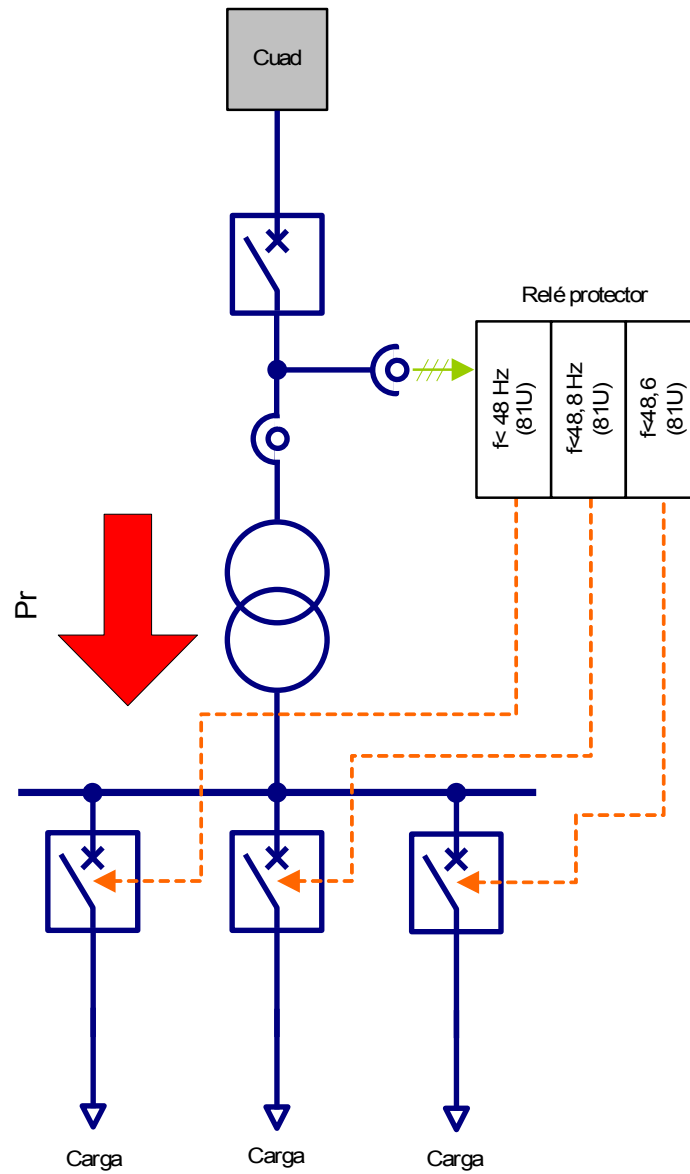 Cuad
Relé protector
f< 48 Hz
(81U)
f<48,8 Hz
(81U)
f<48,6
(81U)
Pr
Carga
Carga
Carga